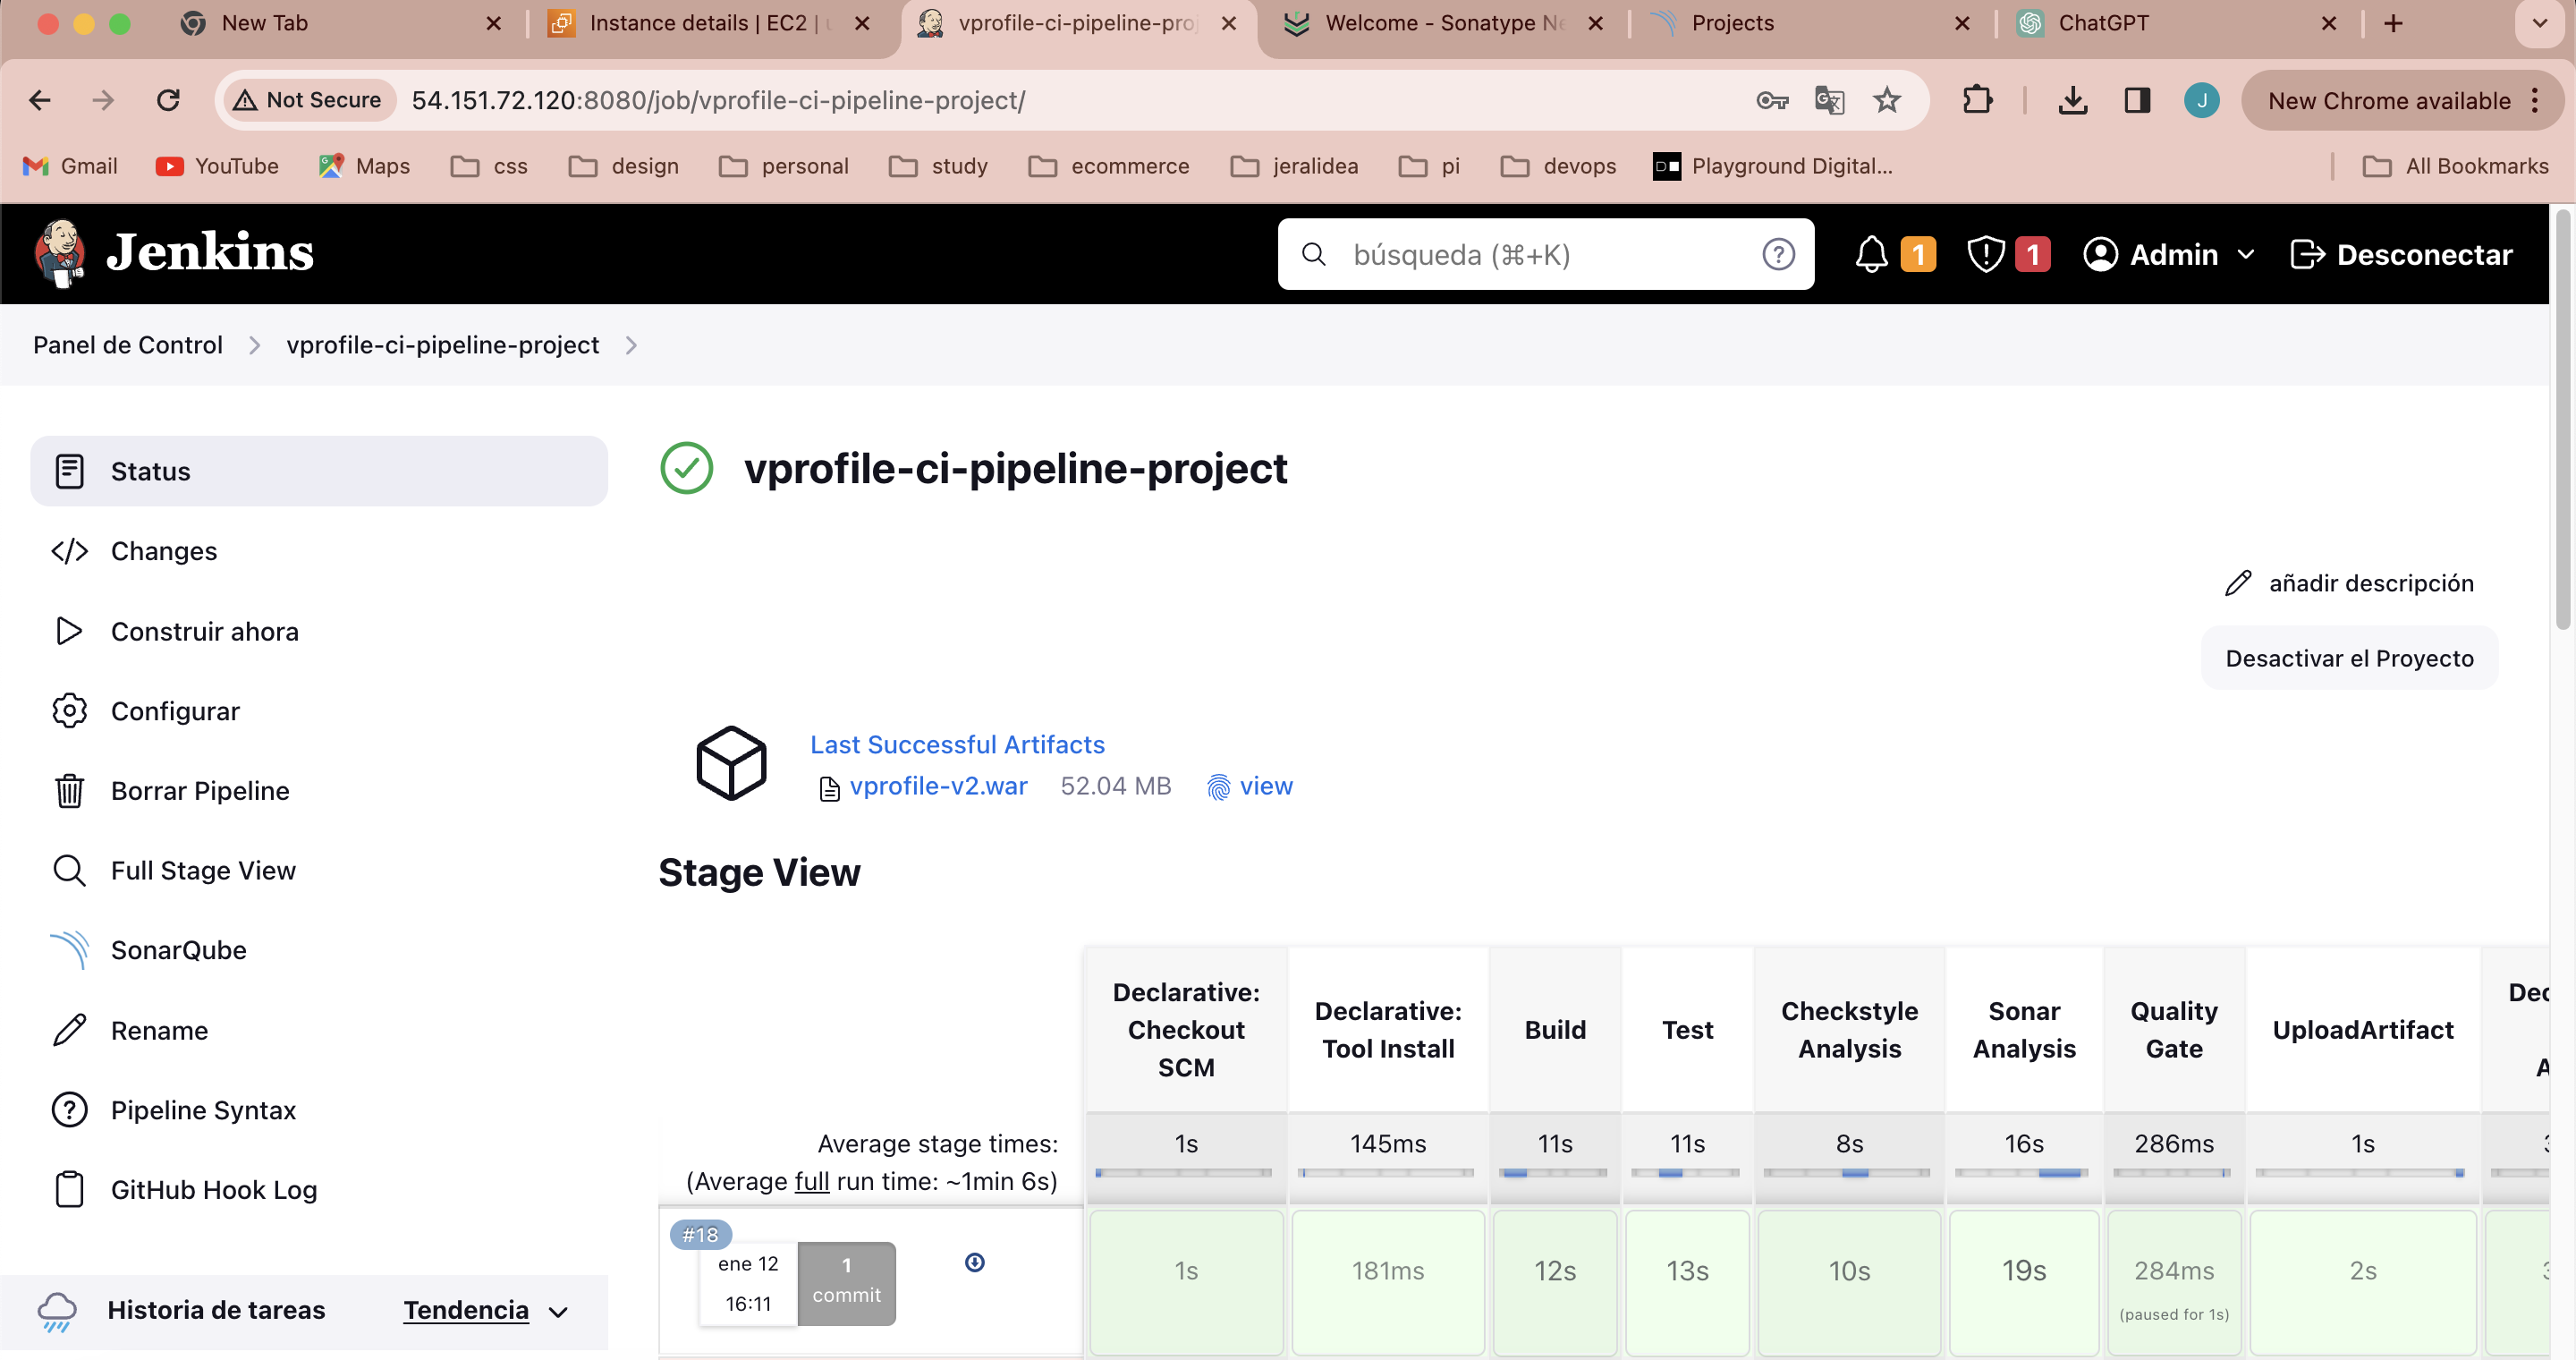 New Tab
Instance details | EC2 | u
vprofile-ci-pipeline-proj
Welcome - Sonatype Ne
Projects
ChatGPT
Not Secure
54.151.72.120:8080/job/vprofile-ci-pipeline-project/
J
New Chrome available
Gmail
YouTube
Maps
css
design
personal
study
ecommerce
jeralidea
pi
devops
Playground Digital...
All Bookmarks
Jenkins
búsqueda (⌘+K)
1
1
Admin
Desconectar
Panel de Control
vprofile-ci-pipeline-project
Status
Changes
Construir ahora
Configurar
Borrar Pipeline
Full Stage View
SonarQube
Rename
Pipeline Syntax
GitHub Hook Log
Historia de tareas
Tendencia
vprofile-ci-pipeline-project
añadir descripción
Desactivar el Proyecto
Last Successful Artifacts
vprofile-v2.war 52.04 MB view
Stage View
Declarative:
Checkout
SCM
Declarative:
Tool Install
Build
Test
Checkstyle
Analysis
Sonar
Analysis
Quality
Gate
UploadArtifact
Dec
A
Average stage times:
(Average full run time: ~1min 6s)
1s
145ms
11s
11s
8s
16s
286ms
1s
#18
ene 12
16:11
1
commit
1s
181ms
12s
13s
10s
19s
284ms
(paused for 1s)
2s